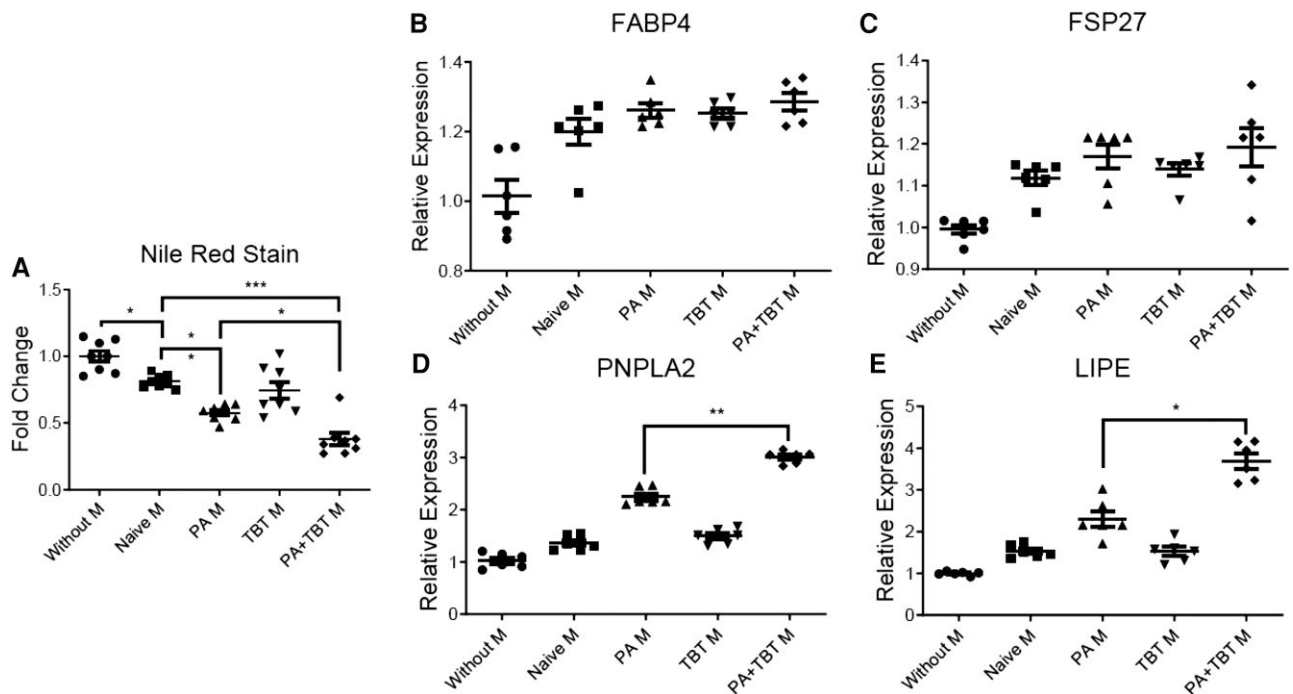 A
Nile Red Stain
Fold Change
1.5
1.0
0.5
0.0
*
*
*
***
*
Without M
Naive M
PA M
TBT M
PA+TBT M
B
FABP4
Relative Expression
1.4
1.2
1.0
0.8
Without M
Naive M
PA M
TBT M
PA+TBT M
C
FSP27
Relative Expression
1.4
1.3
1.2
1.1
1.0
0.9
Without M
Naive M
PA M
TBT M
PA+TBT M
D
PNPLA2
Relative Expression
4
3
2
1
0
**
Without M
Naive M
PA M
TBT M
PA+TBT M
E
LIPE
Relative Expression
5
4
3
2
1
0
*
Without M
Naive M
PA M
TBT M
PA+TBT M